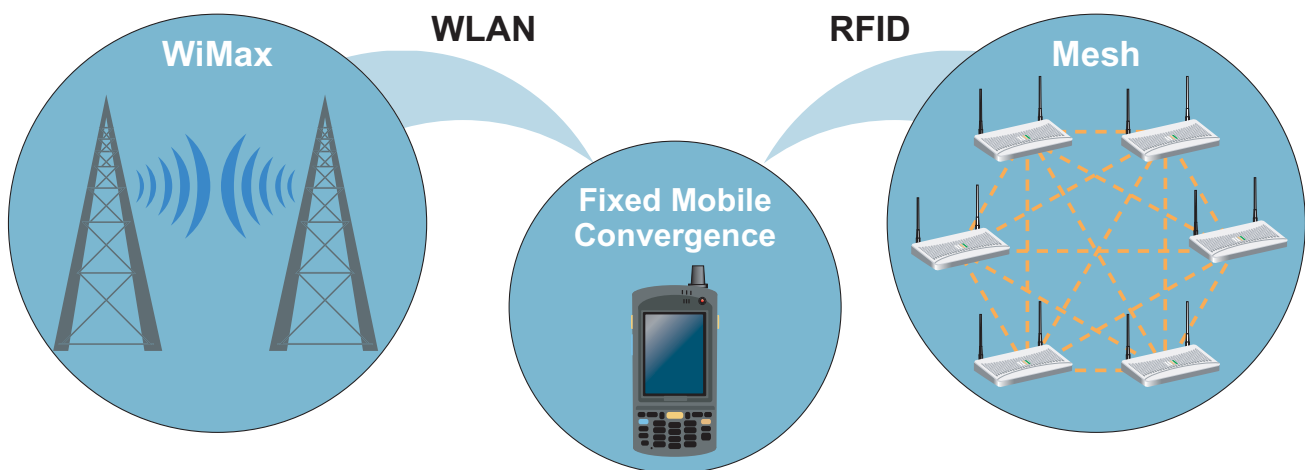 WLAN
RFID
WiMax
Mesh
Fixed Mobile
Convergence